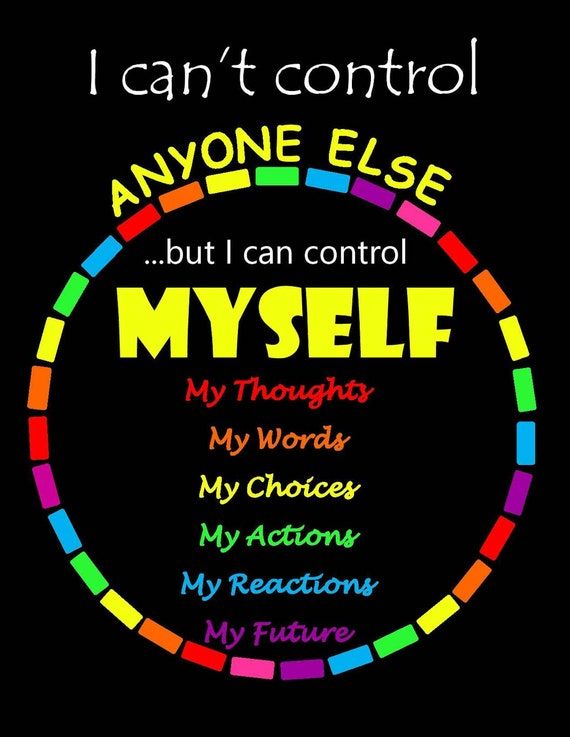 I can't control
ANYONE ELSE
...but I can control
MYSELF
My Thoughts
My Words
My Choices
My Actions
My Reactions
My Future